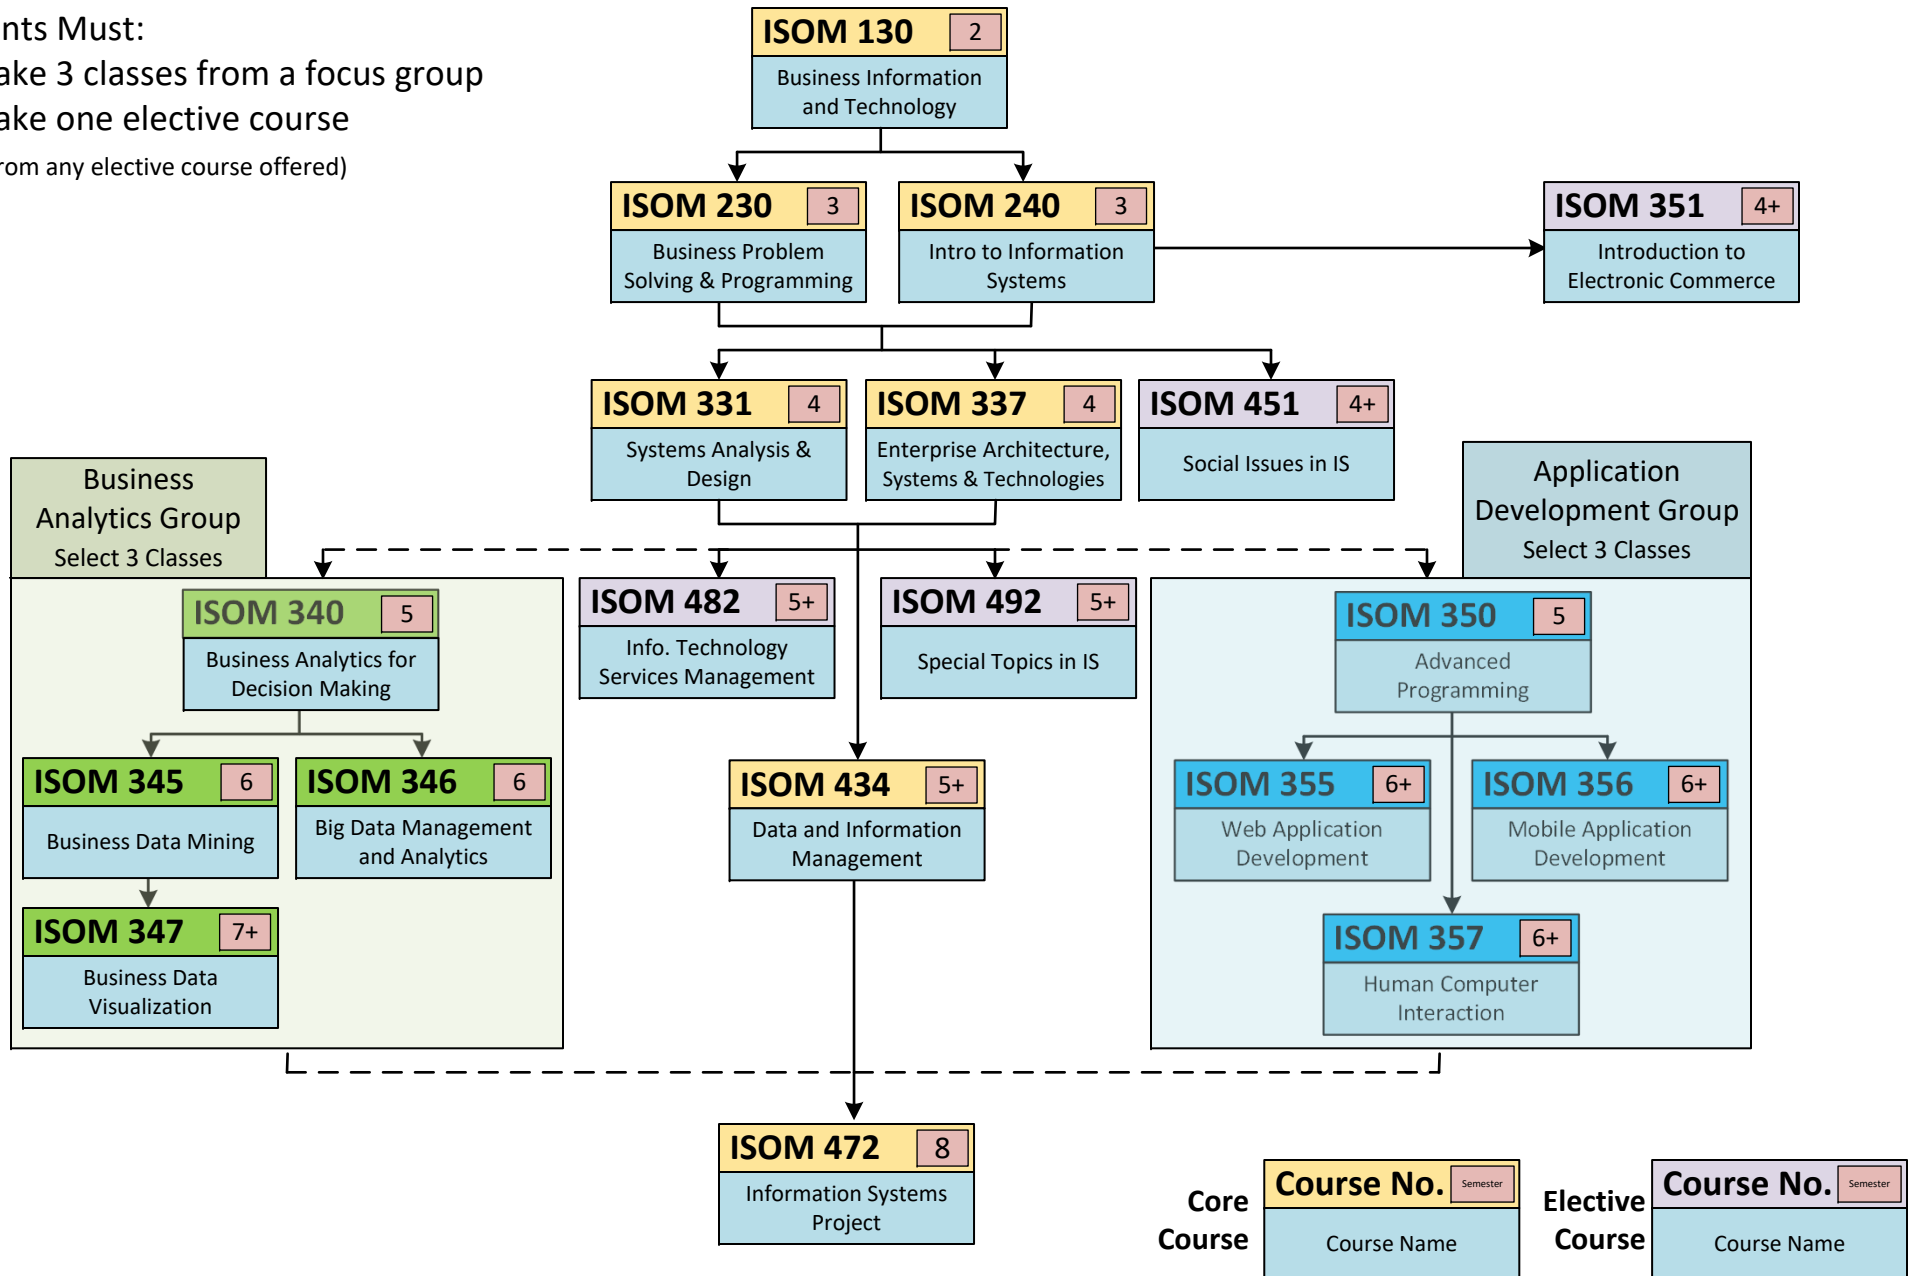 nts Must:
ake 3 classes from a focus group
ake one elective course
rom any elective course offered)
ISOM 130 2
Business Information
and Technology
ISOM 230 3
Business Problem
Solving & Programming
ISOM 240 3
Intro to Information
Systems
ISOM 351 4+
Introduction to
Electronic Commerce
ISOM 331 4
Systems Analysis &
Design
ISOM 337 4
Enterprise Architecture,
Systems & Technologies
ISOM 451 4+
Social Issues in IS
Business
Analytics Group
Select 3 Classes
Application
Development Group
Select 3 Classes
ISOM 340 5
Business Analytics for
Decision Making
ISOM 482 5+
Info. Technology
Services Management
ISOM 492 5+
Special Topics in IS
ISOM 350 5
Advanced
Programming
ISOM 345 6
Business Data Mining
ISOM 346 6
Big Data Management
and Analytics
ISOM 434 5+
Data and Information
Management
ISOM 355 6+
Web Application
Development
ISOM 356 6+
Mobile Application
Development
ISOM 347 7+
Business Data
Visualization
ISOM 357 6+
Human Computer
Interaction
ISOM 472 8
Information Systems
Project
Core
Course
Course No. Semester
Course Name
Elective
Course
Course No. Semester
Course Name